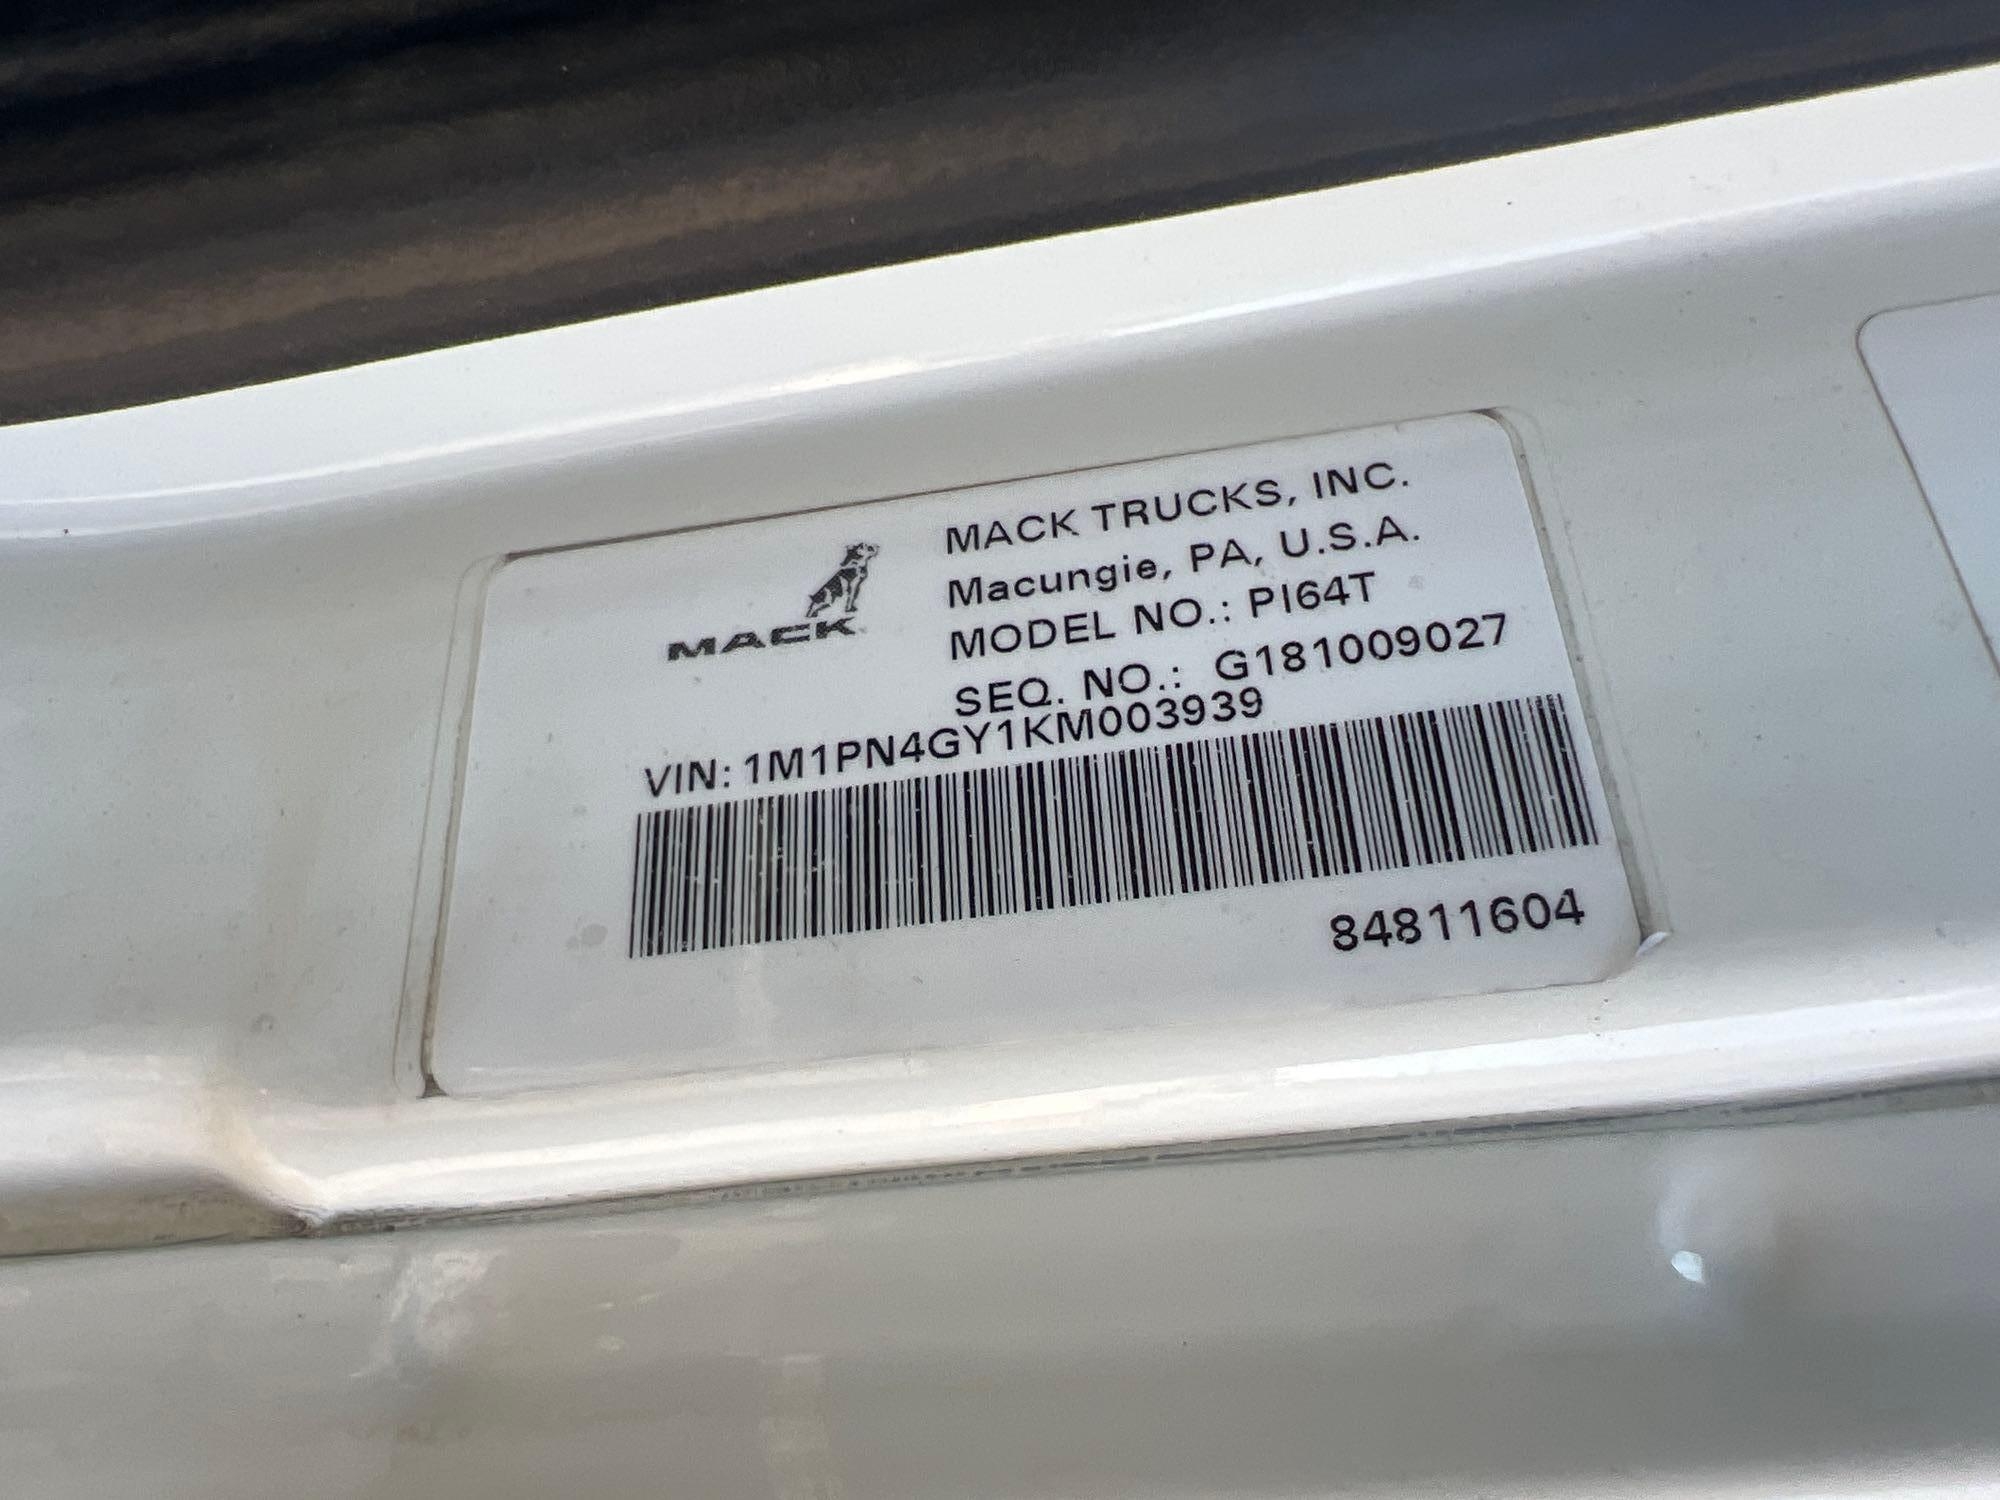 MACK
MACK TRUCKS, INC.
Macungie, PA, U.S.A.
MODEL NO.: PI64T
SEQ. NO.: G181009027
VIN: 1M1PN4GY1KM003939
84811604